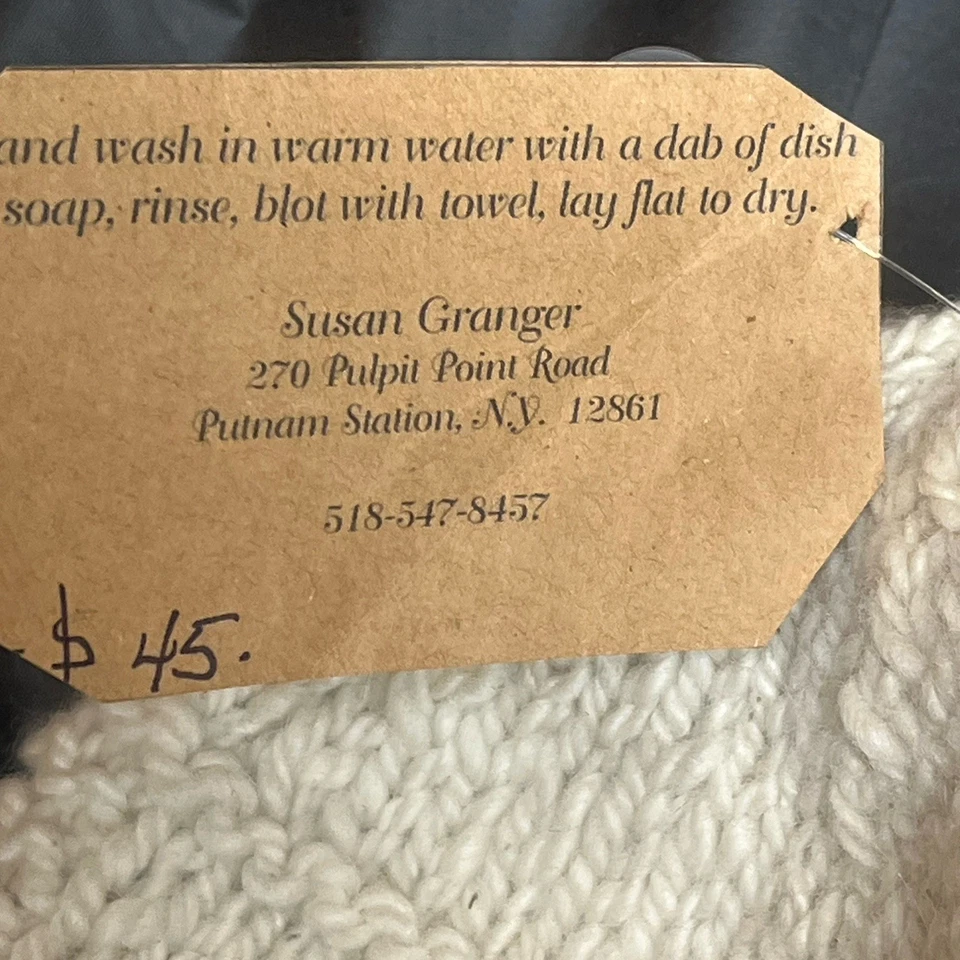 and wash in warm water with a dab of dish
soap, rinse, blot with towel, lay flat to dry.
Susan Granger
270 Pulpit Point Road
Putnam Station, N.Y. 12861
518-547-8457
$ 45.